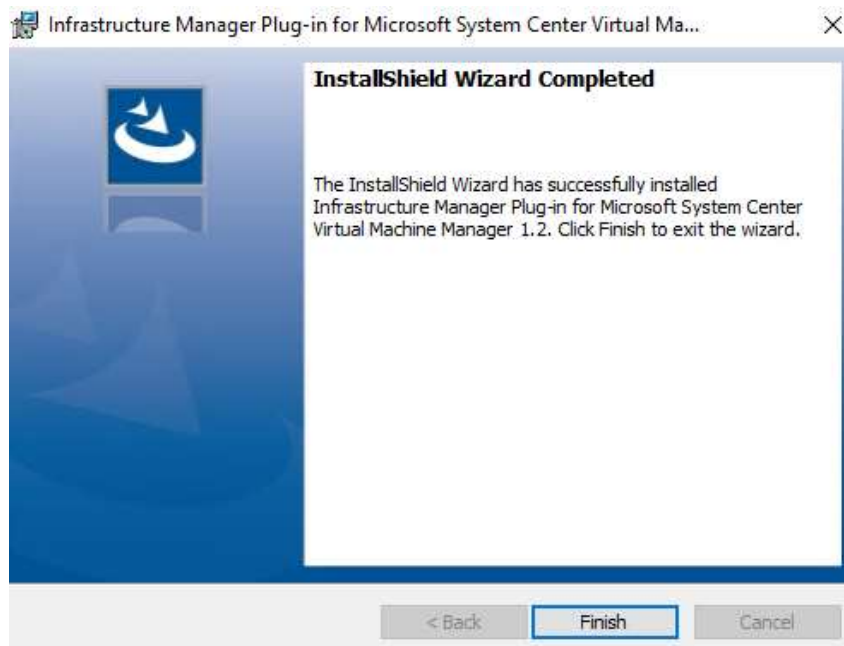 Infrastructure Manager Plug-in for Microsoft System Center Virtual Ma...
InstallShield Wizard Completed
The InstallShield Wizard has successfully installed
Infrastructure Manager Plug-in for Microsoft System Center
Virtual Machine Manager 1.2. Click Finish to exit the wizard.
< Back
Finish
Cancel